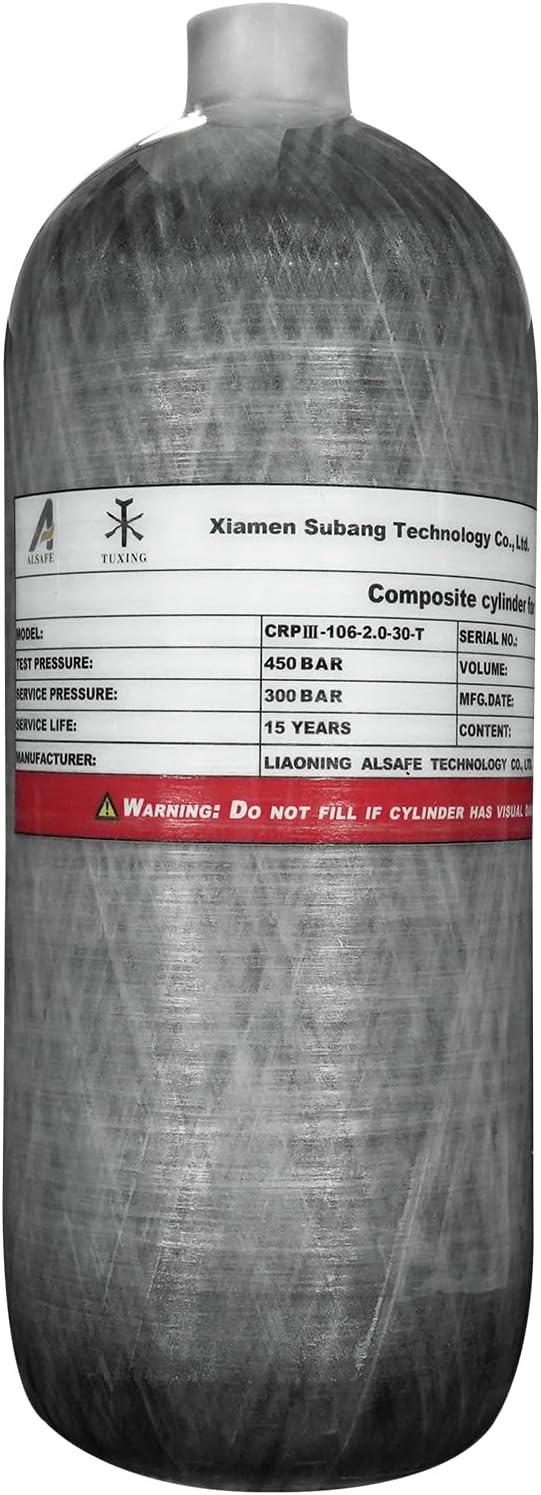 ALSAFE
TUXING
Xiamen Subang Technology Co., Ltd.
Composite cylinder for
MODEL: CRPⅢ-106-2.0-30-T SERIAL NO.:
TEST PRESSURE: 450 BAR VOLUME:
SERVICE PRESSURE: 300 BAR MFG.DATE:
SERVICE LIFE: 15 YEARS CONTENT:
MANUFACTURER: LIAONING ALSAFE TECHNOLOGY CO., LTD.
WARNING: DO NOT FILL IF CYLINDER HAS VISUAL